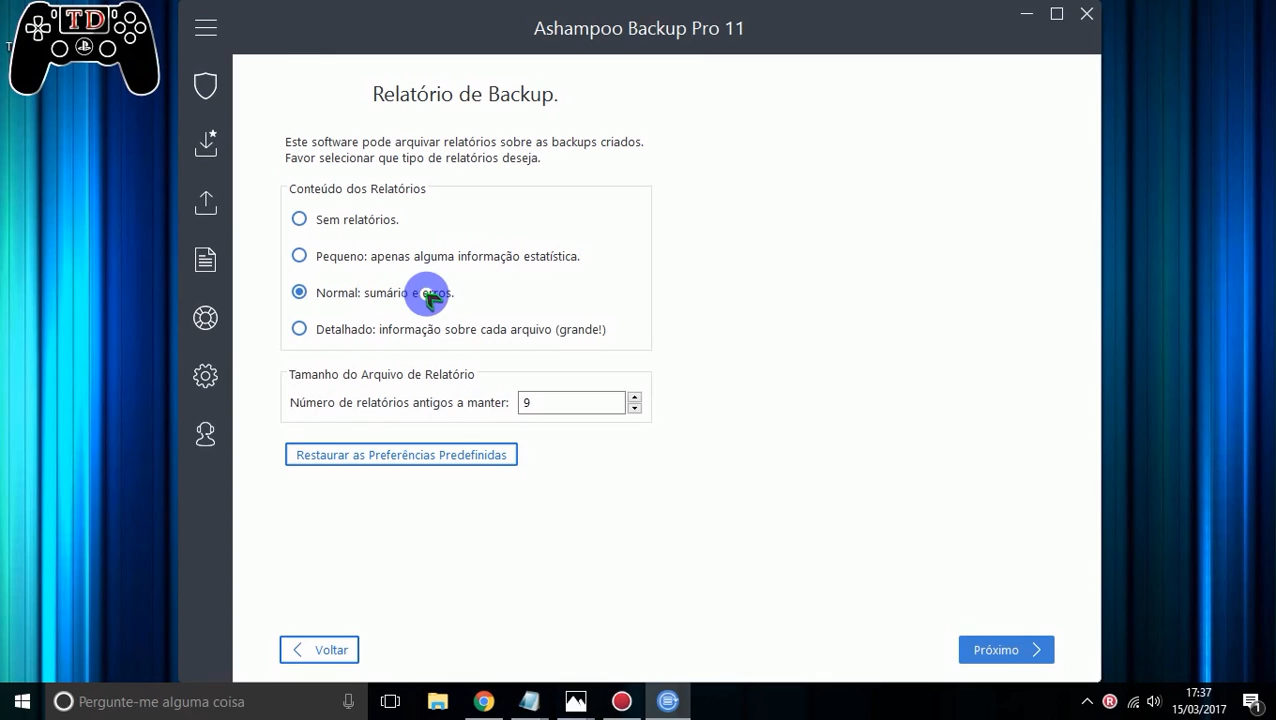 TD
Ashampoo Backup Pro 11
Relatório de Backup.
Este software pode arquivar relatórios sobre as backups criados.
Favor selecionar que tipo de relatórios deseja.
Conteúdo dos Relatórios
Sem relatórios.
Pequeno: apenas alguma informação estatística.
Normal: sumário e erros.
Detalhado: informação sobre cada arquivo (grande!)
Tamanho do Arquivo de Relatório
Número de relatórios antigos a manter: 9
Restaurar as Preferências Predefinidas
Voltar
Próximo
Pergunte-me alguma coisa
17:37
15/03/2017